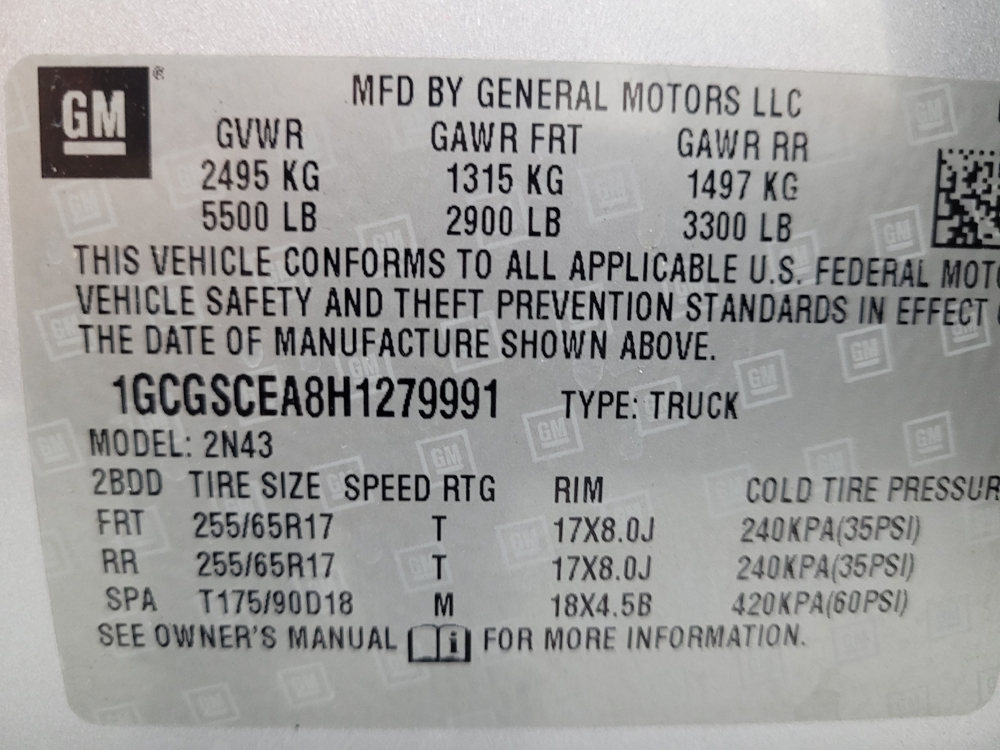 GM ®
MFD BY GENERAL MOTORS LLC
GVWR GAWR FRT GAWR RR
2495 KG 1315 KG 1497 KG
5500 LB 2900 LB 3300 LB
THIS VEHICLE CONFORMS TO ALL APPLICABLE U.S. FEDERAL MOTO
VEHICLE SAFETY AND THEFT PREVENTION STANDARDS IN EFFECT
THE DATE OF MANUFACTURE SHOWN ABOVE.
1GCGSCEA8H1279991 TYPE: TRUCK
MODEL: 2N43
2BDD TIRE SIZE SPEED RTG RIM COLD TIRE PRESSUR
FRT 255/65R17 T 17X8.0J 240KPA(35PSI)
RR 255/65R17 T 17X8.0J 240KPA(35PSI)
SPA T175/90D18 M 18X4.5B 420KPA(60PSI)
SEE OWNER'S MANUAL i FOR MORE INFORMATION.